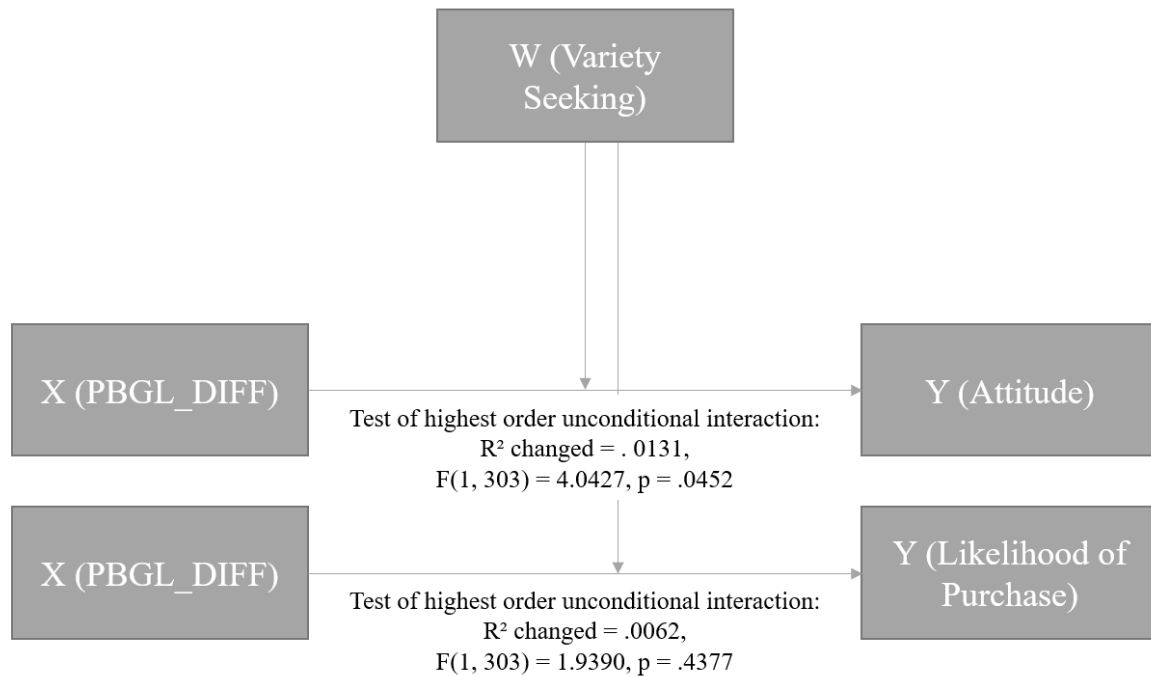 W (Variety
Seeking)
X (PBGL_DIFF)
Y (Attitude)
Test of highest order unconditional interaction:
R² changed = . 0131,
F(1, 303) = 4.0427, p = .0452
X (PBGL_DIFF)
Y (Likelihood of
Purchase)
Test of highest order unconditional interaction:
R² changed = .0062,
F(1, 303) = 1.9390, p = .4377